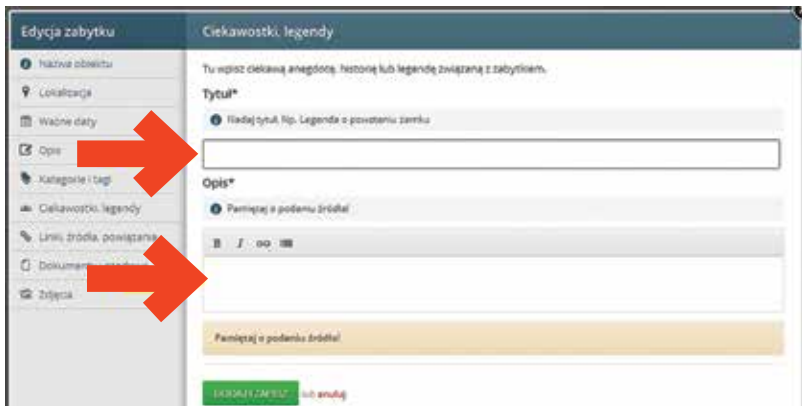 Edycja zabytku
Nazwa obiektu
Lokalizacja
Ważne daty
Opis
Kategorie i tagi
Ciekawostki, legendy
Linki, źródła, powiązania
Zdjęcia
Ciekawostki, legendy
Tu wpisz ciekawą anegdotę, historię lub legendę związaną z zabytkiem.
Tytuł*
Nadaj tytuł. Np. Legenda o powstaniu zamku
Opis*
Pamiętaj o podaniu źródła!
B I
Pamiętaj o podaniu źródła!
lub anuluj